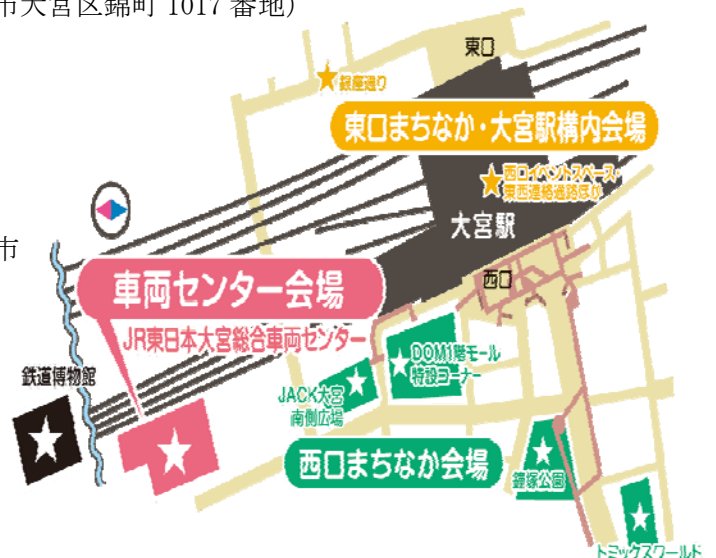 市大宮区錦町 1017 番地）
東口
銀座通り
東口まちなか・大宮駅構内会場
西口イベントスペース・
東西連絡通路ほか
大宮駅
市
西口
車両センター会場
JR東日本大宮総合車両センター
鉄道博物館
DOM1階モール
特設コーナー
JACK大宮
南側広場
西口まちなか会場
鐘塚公園
トミックスワールド